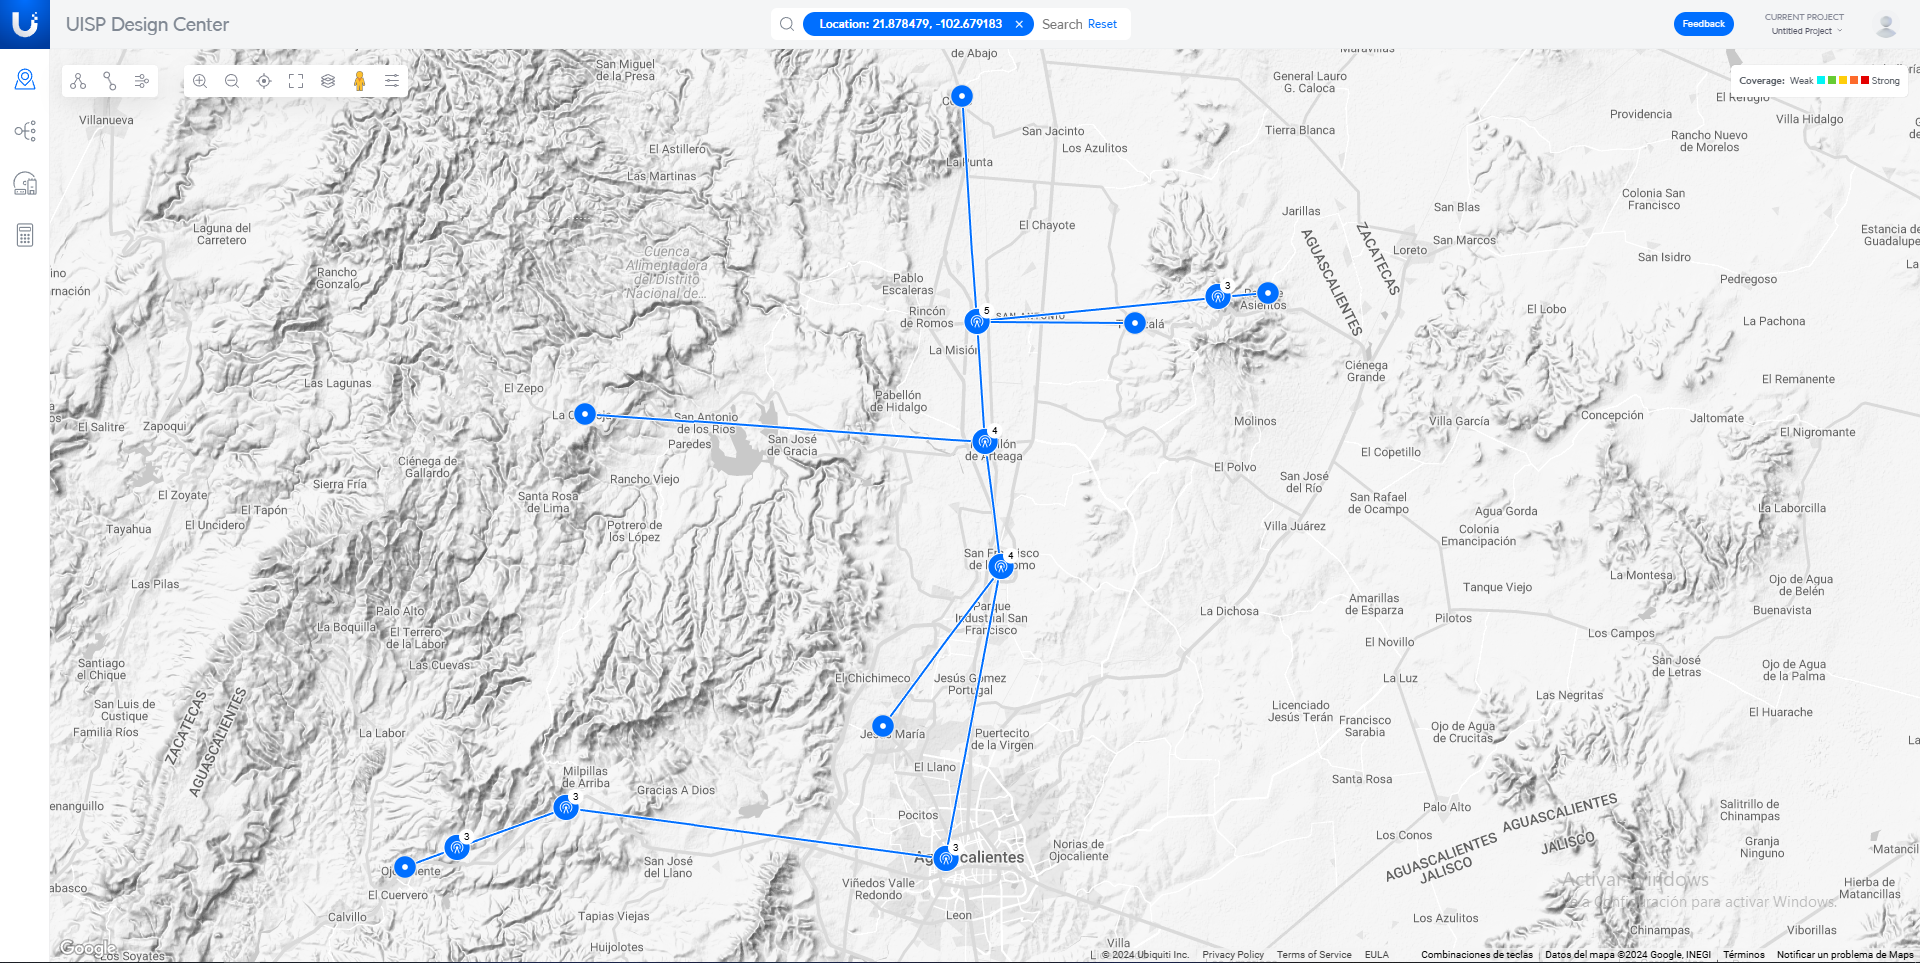 UISP Design Center
Location: 21.878479, -102.679183
Search
Reset
Feedback
CURRENT PROJECT
Untitled Project
Coverage: Weak
Strong
de Abajo
Maravillas
San Miguel
de la Presa
General Lauro
G. Caloca
El Refugio
Villanueva
Providencia
Villa Hidalgo
San Jacinto
Tierra Blanca
Rancho Nuevo
de Morelos
El Astillero
Los Azulitos
La Punta
Las Martinas
Colonia San
Francisco
Jarillas
San Blas
Laguna del
Carretero
El Chayote
ZACATECAS
AGUASCALIENTES
Loreto
San Marcos
Estancia de
Guadalupe
Cuenca
Alimentadora
del Distrito
Nacional de...
San Isidro
Rancho
Gonzalo
Pablo
Escaleras
Pedregoso
3
Asientos
5
SAN ANTONIO
Rincón
de Romos
El Lobo
La Pachona
La Misión
Ciénega
Grande
Las Lagunas
El Zepo
El Remanente
Pabellón
de Hidalgo
San Antonio
de los Ríos
El Salitre
Zapoqui
Paredes
San José
de Gracia
4
de Arteaga
Molinos
Villa García
Concepción
Jaltomate
El Nigromante
Ciénega de
Gallardo
El Copetillo
El Polvo
Sierra Fría
Rancho Viejo
San José
del Río
El Zoyate
Santa Rosa
de Lima
San Rafael
de Ocampo
El Tapón
Agua Gorda
La Laborcilla
Tayahua
El Uncidero
Potrero de
los López
Villa Juárez
Colonia
Emancipación
4
Las Pilas
La Montesa
Ojo de Agua
de Belén
Tanque Viejo
Palo Alto
Parque
Industrial San
Francisco
La Dichosa
Amarillas
de Esparza
Buenavista
La Boquilla
El Terrero
de la Labor
Pilotos
Los Campos
El Novillo
Santiago
el Chique
Las Cuevas
San José
de Letras
Ojo de Agua
de la Palma
El Chichimeco
Jesús Gómez
Portugal
La Luz
Las Negritas
San Luis de
Custique
Licenciado
Jesús Terán
El Huarache
Francisco
Sarabia
Familia Ríos
La Labor
Ojo de Agua
de Crucitas
Puertecito
de la Virgen
ZACATECAS
AGUASCALIENTES
El Llano
Milpillas
de Arriba
Santa Rosa
Gracias A Dios
3
Pocitos
Palo Alto
AGUASCALIENTES
JALISCO
Salitrillo de
Chinampas
Los Conos
3
3
Norias de
Ojocaliente
Granja
Ninguno
San José
del Llano
AGUASCALIENTES
JALISCO
El Cuervero
Viñedos Valle
Redondo
Hierba de
Matancillas
Activar Windows
Configuración para activar Windows.
Calvillo
Tapias Viejas
Leon
Los Azulitos
Chinampas
Viborillas
Huijolotes
Villa
Los Soyates
Google
© 2024 Ubiquiti Inc.
Privacy Policy
Terms of Service
EULA
Combinaciones de teclas
Datos del mapa ©2024 Google, INEGI
Términos
Notificar un problema de Maps